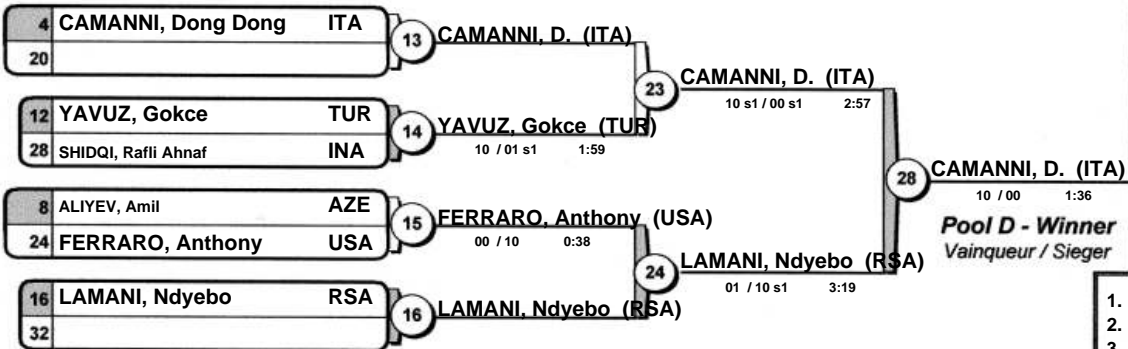 4 CAMANNI, Dong Dong ITA
20
13 CAMANNI, D. (ITA)
12 YAVUZ, Gokce TUR
28 SHIDQI, Rafli Ahnaf INA
14 YAVUZ, Gokce (TUR)
10 / 01 s1 1:59
23 CAMANNI, D. (ITA)
10 s1 / 00 s1 2:57
8 ALIYEV, Amil AZE
24 FERRARO, Anthony USA
15 FERRARO, Anthony (USA)
00 / 10 0:38
16 LAMANI, Ndyebo RSA
32
16 LAMANI, Ndyebo (RSA)
24 LAMANI, Ndyebo (RSA)
01 / 10 s1 3:19
28 CAMANNI, D. (ITA)
10 / 00 1:36
Pool D - Winner
Vainqueur / Sieger
1.
2.
3